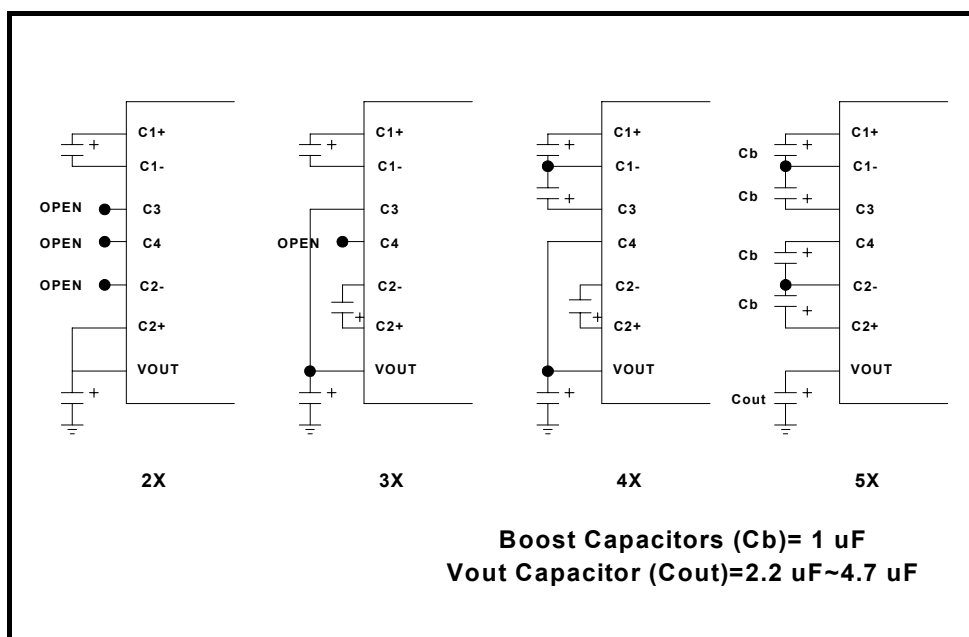 C1+
+
C1-
OPEN
C3
OPEN
C4
OPEN
C2-
C2+
VOUT
+
2X
C1+
+
C1-
C3
OPEN
C4
C2-
+
C2+
VOUT
+
3X
C1+
+
C1-
+
C3
C4
C2-
+
C2+
VOUT
+
4X
C1+
Cb
+
C1-
Cb
+
C3
C4
Cb
+
C2-
Cb
+
C2+
VOUT
Cout
+
5X
Boost Capacitors (Cb)= 1 uF
Vout Capacitor (Cout)=2.2 uF~4.7 uF